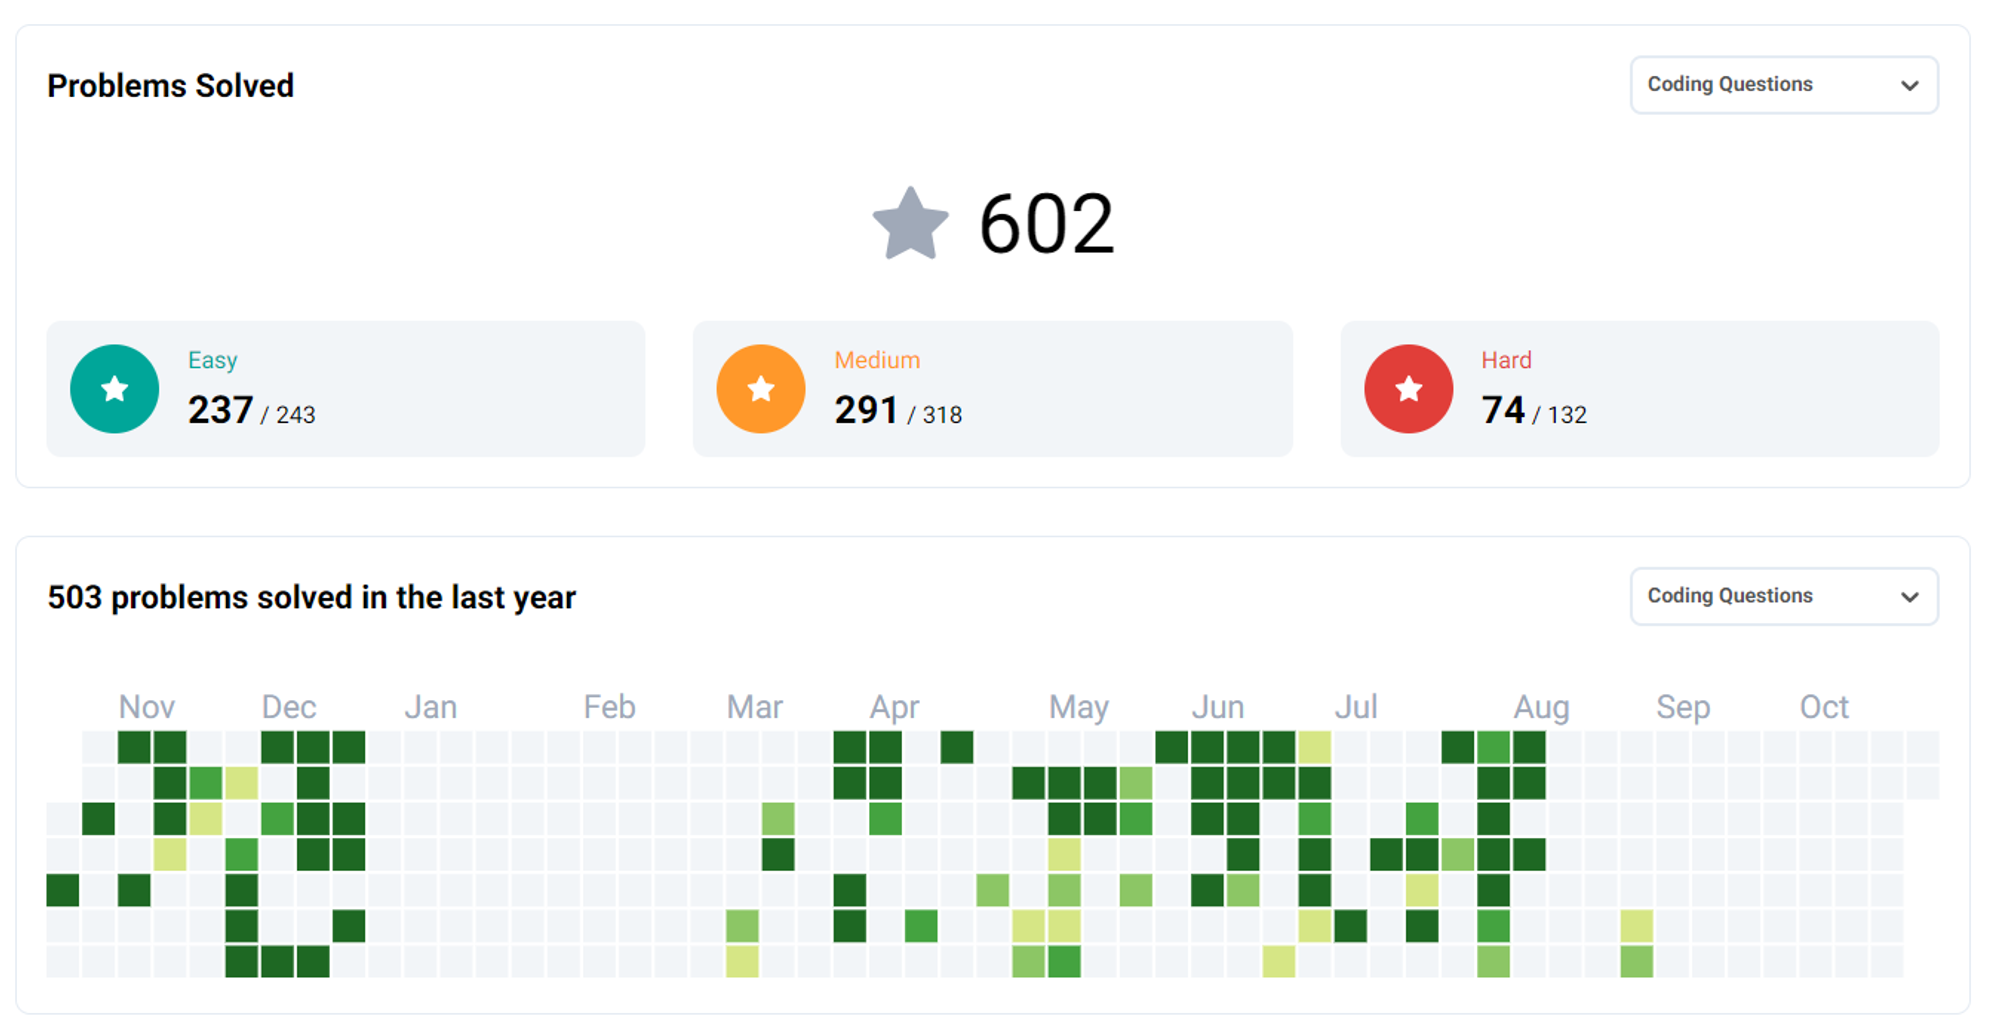 Problems Solved
Coding Questions
602
Easy
237 / 243
Medium
291 / 318
Hard
74 / 132
503 problems solved in the last year
Coding Questions
Nov Dec Jan Feb Mar Apr May Jun Jul Aug Sep Oct